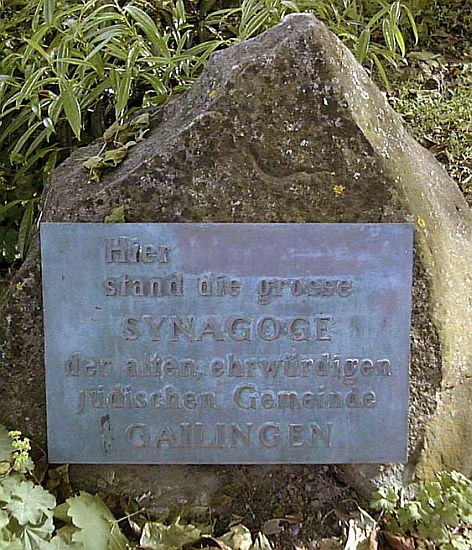 Hier
stand die grosse
SYNAGOGE
der alten, ehrwürdigen
jüdischen Gemeinde
GAILINGEN